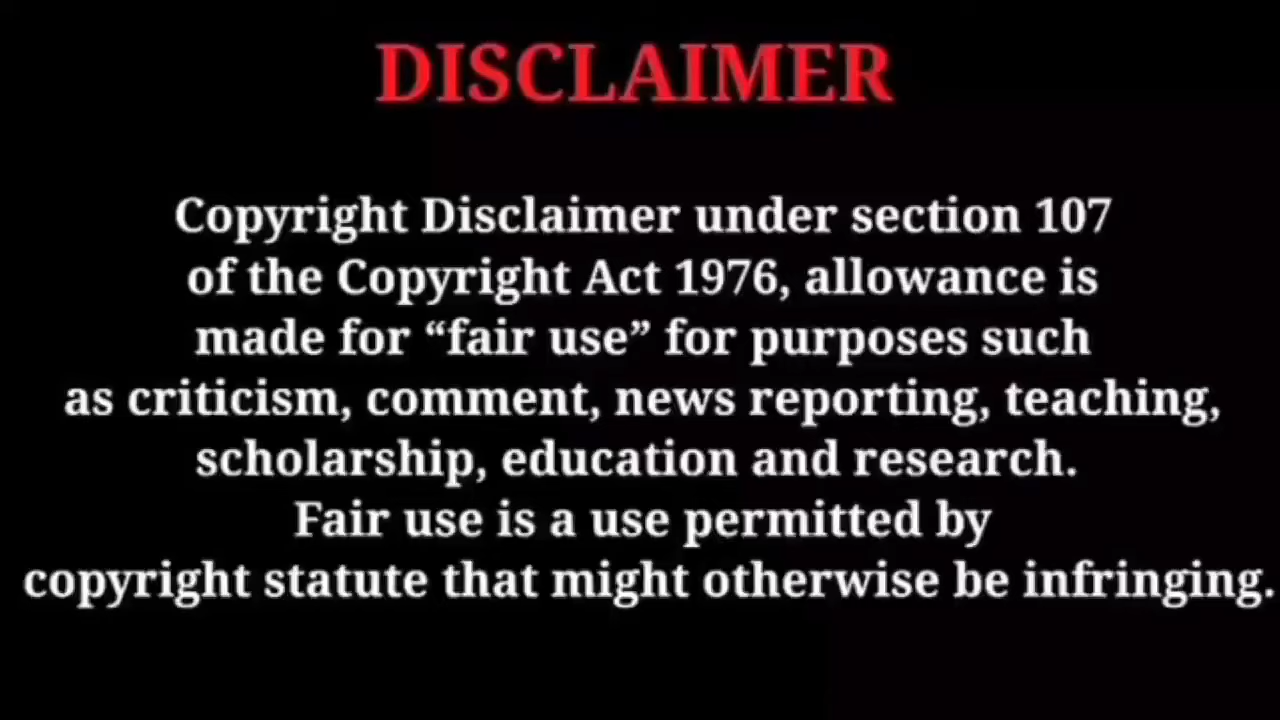 DISCLAIMER
Copyright Disclaimer under section 107
of the Copyright Act 1976, allowance is
made for “fair use” for purposes such
as criticism, comment, news reporting, teaching,
scholarship, education and research.
Fair use is a use permitted by
copyright statute that might otherwise be infringing.